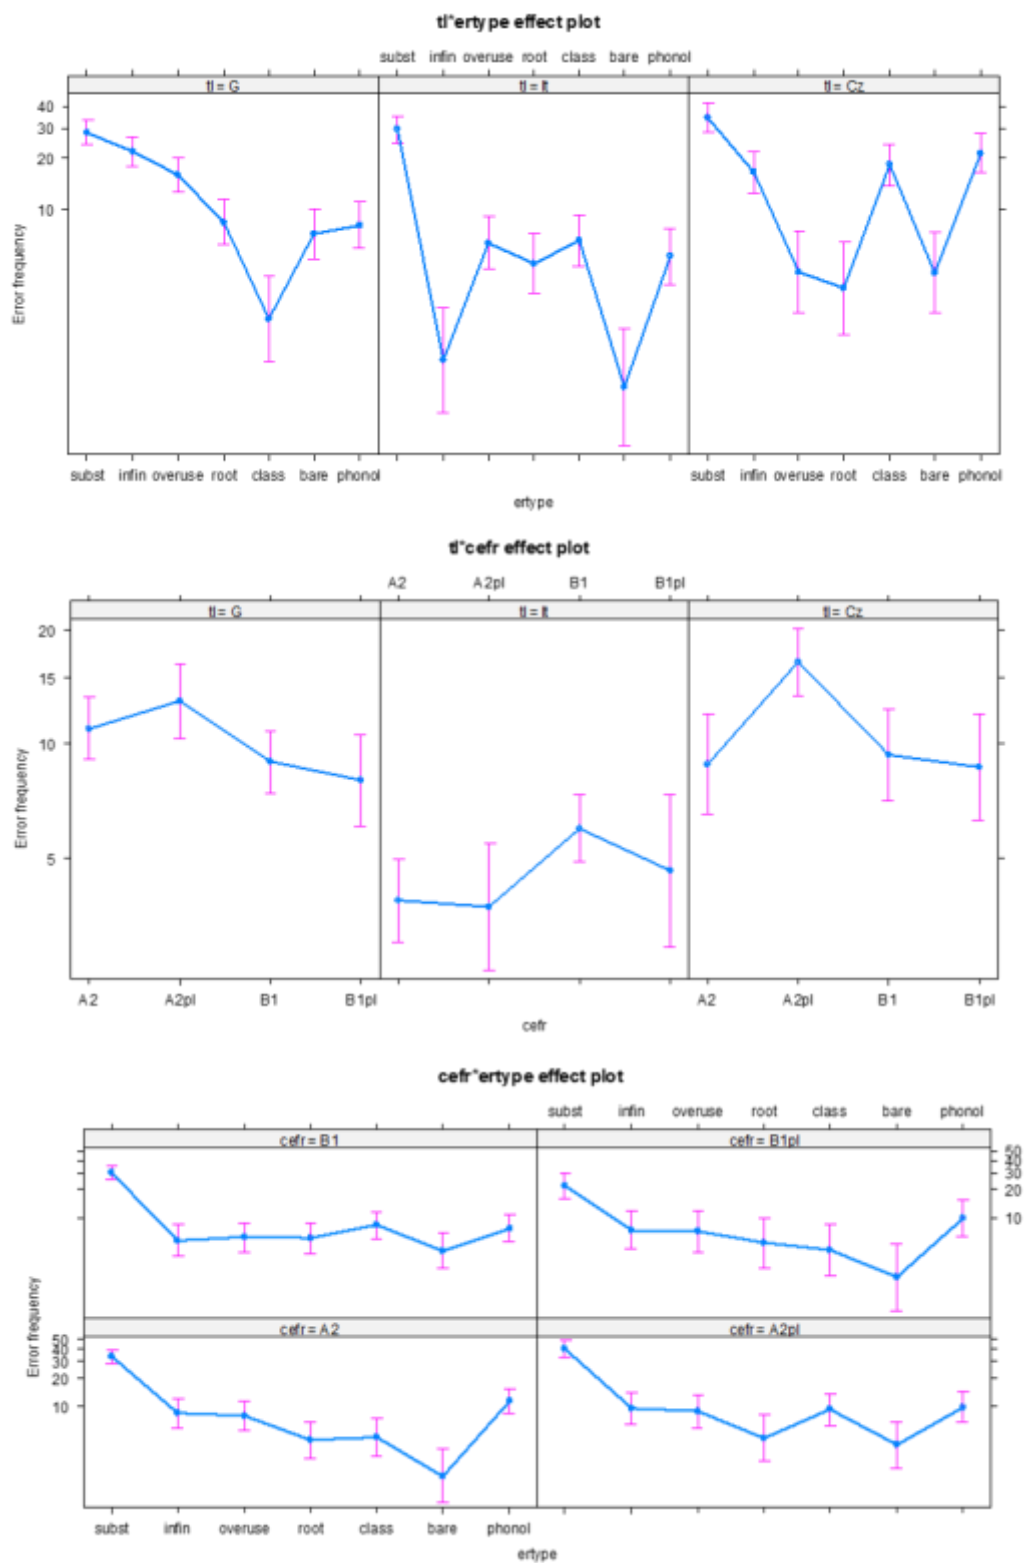 tl*ertype effect plot
subst infin overuse root class bare phonol
tl = G tl = It tl = Cz
40
30
20
10
Error frequency
subst infin overuse root class bare phonol subst infin overuse root class bare phonol
ertype
tl*cefr effect plot
A2 A2pl B1 B1pl
tl = G tl = It tl = Cz
20
15
10
5
Error frequency
A2 A2pl B1 B1pl A2 A2pl B1 B1pl
cefr
cefr*ertype effect plot
subst infin overuse root class bare phonol
cefr = B1 cefr = B1pl
50
40
30
20
10
Error frequency
cefr = A2 cefr = A2pl
50
40
30
20
10
subst infin overuse root class bare phonol
ertype